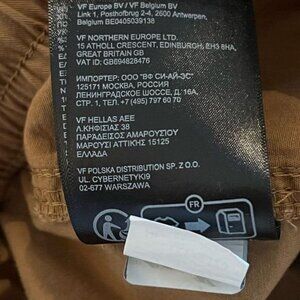 VF Europe BV / VF Belgium BV
Link 1, Posthofbrug 2-4, 2600 Antwerpen,
Belgium BE0405039138
VF NORTHERN EUROPE LTD.
15 ATHOLL CRESCENT, EDINBURGH, EH3 8HA,
GREAT BRITAIN GB
VAT ID: GB694828476
ИМПОРТЕР: ООО "ВФ СИ-АЙ-ЭС"
125171 МОСКВА, РОССИЯ
ЛЕНИНГРАДСКОЕ ШОССЕ, Д.16А,
СТР.1, ТЕЛ. +7 (495) 797 60 70
VF HELLAS AEE
Λ.ΚΗΦΙΣΙΑΣ 38
ΠΑΡΑΔΕΙΣΟΣ ΑΜΑΡΟΥΣΙΟΥ
ΜΑΡΟΥΣΙ ΑΤΤΙΚΗΣ 15125
ΕΛΛΑΔΑ
VF POLSKA DISTRIBUTION SP. Z O.O.
UL. CYBERNETYKI9
02-677 WARSZAWA
FR